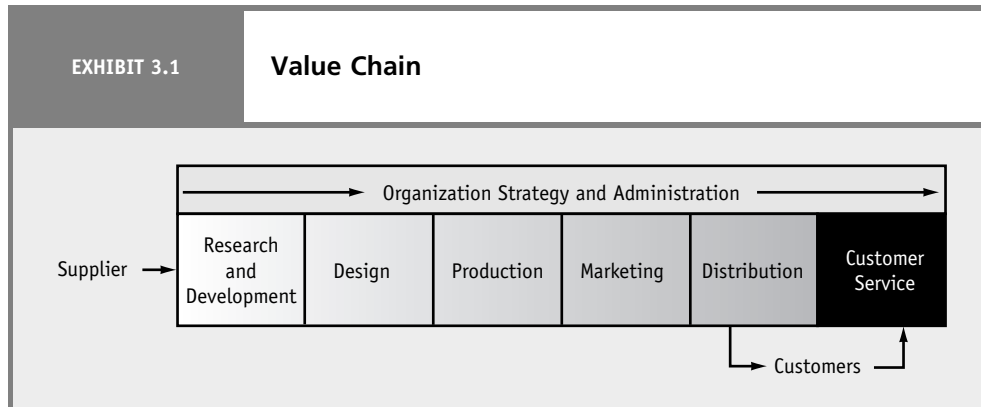 EXHIBIT 3.1
Value Chain
Organization Strategy and Administration
Supplier
Research
and
Development
Design
Production
Marketing
Distribution
Customer
Service
Customers